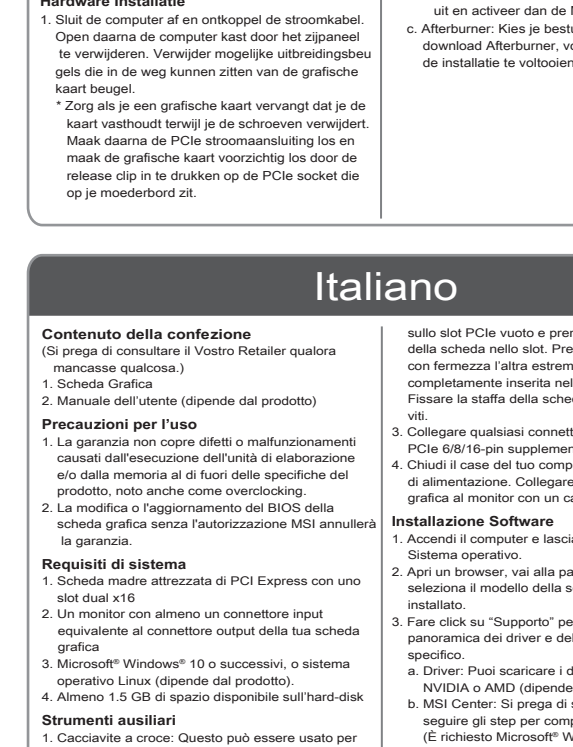 Hardware Installatie
1. Sluit de computer af en ontkoppel de stroomkabel.
Open daarna de computer kast door het zijpaneel
te verwijderen. Verwijder mogelijke uitbreidingsbeu
gels die in de weg kunnen zitten van de grafische
kaart beugel.
* Zorg als je een grafische kaart vervangt dat je de
kaart vasthoudt terwijl je de schroeven verwijdert.
Maak daarna de PCIe stroomaansluiting los en
maak de grafische kaart voorzichtig los door de
release clip in te drukken op de PCIe socket die
op je moederbord zit.
uit en activeer dan de
c. Afterburner: Kies je
download Afterburner,
de installatie te voltooien
Italiano
Contenuto della confezione
(Si prega di consultare il Vostro Retailer qualora
mancasse qualcosa.)
1. Scheda Grafica
2. Manuale dell'utente (dipende dal prodotto)
Precauzioni per l'uso
1. La garanzia non copre difetti o malfunzionamenti
causati dall'esecuzione dell'unità di elaborazione
e/o dalla memoria al di fuori delle specifiche del
prodotto, noto anche come overclocking.
2. La modifica o l'aggiornamento del BIOS della
scheda grafica senza l'autorizzazione MSI annullerà
la garanzia.
Requisiti di sistema
1. Scheda madre attrezzata di PCI Express con uno
slot dual x16
2. Un monitor con almeno un connettore input
equivalente al connettore output della tua scheda
grafica
3. Microsoft® Windows® 10 o successivi, o sistema
operativo Linux (dipende dal prodotto).
4. Almeno 1.5 GB di spazio disponibile sull'hard-disk
Strumenti ausiliari
1. Cacciavite a croce: Questo può essere usato per
sullo slot PCIe vuoto e
della scheda nello slot.
con fermezza l'altra
completamente inserita
Fissare la staffa della
viti.
3. Collegare qualsiasi
PCIe 6/8/16-pin
4. Chiudi il case del tuo
di alimentazione. Collegare
grafica al monitor con un
Installazione Software
1. Accendi il computer e
Sistema operativo.
2. Apri un browser, vai alla
seleziona il modello della
installato.
3. Fare click su “Supporto”
panoramica dei driver e
specifico.
a. Driver: Puoi scaricare i
NVIDIA o AMD (dipende
b. MSI Center: Si prega di
seguire gli step per
(È richiesto Microsoft®